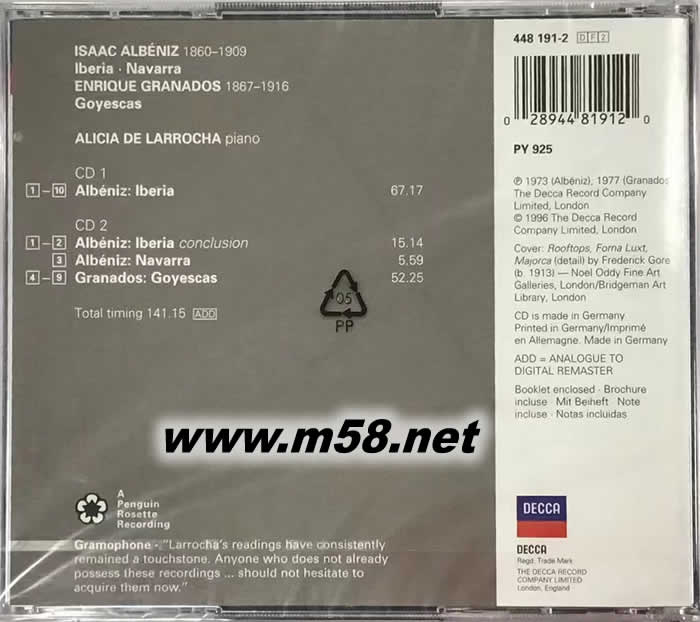 ISAAC ALBÉNIZ 1860–1909
Iberia · Navarra
ENRIQUE GRANADOS 1867–1916
Goyescas
ALICIA DE LARROCHA piano
CD 1
1–10 Albéniz: Iberia 67.17
CD 2
1–2 Albéniz: Iberia conclusion 15.14
3 Albéniz: Navarra 5.59
4–9 Granados: Goyescas 52.25
Total timing 141.15 ADD
05
PP
www.m58.net
A
Penguin
Rosette
Recording
Gramophone - "Larrocha's readings have consistently
remained a touchstone. Anyone who does not already
possess these recordings ... should not hesitate to
acquire them now."
448 191-2 D F 2
0 28944 81912 0
PY 925
℗ 1973 (Albéniz), 1977 (Granados
The Decca Record Company
Limited, London
© 1996 The Decca Record
Company Limited, London
Cover: Rooftops, Forna Luxt,
Majorca (detail) by Frederick Gore
(b. 1913) — Noel Oddy Fine Art
Galleries, London/Bridgeman Art
Library, London
CD is made in Germany
Printed in Germany/Imprimé
en Allemagne. Made in Germany
ADD = ANALOGUE TO
DIGITAL REMASTER
Booklet enclosed · Brochure
incluse · Mit Beiheft · Note
incluse · Notas incluidas
DECCA
DECCA
Regd. Trade Mark
THE DECCA RECORD
COMPANY LIMITED
London, England